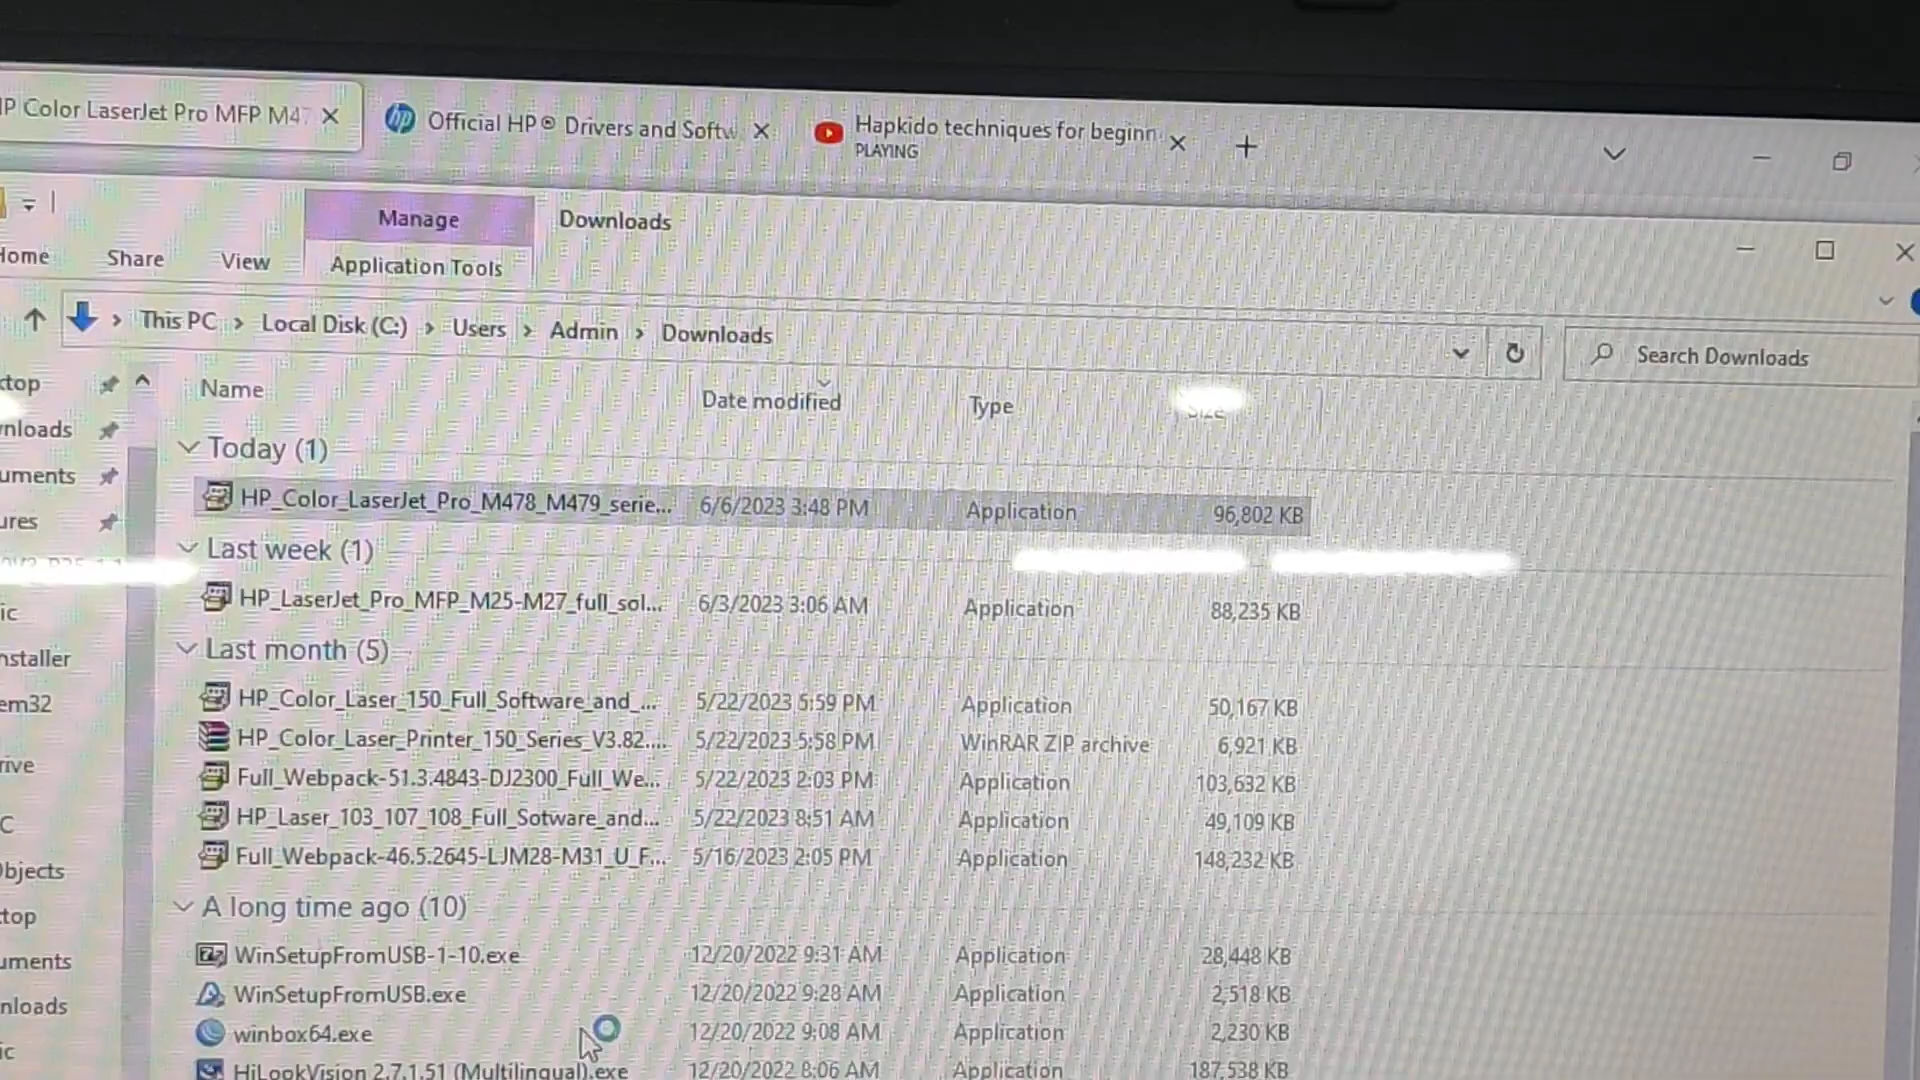 HP Color LaserJet Pro MFP M47
Official HP® Drivers and Softw
Hapkido techniques for beginn
PLAYING
Manage
Downloads
Home
Share
View
Application Tools
This PC > Local Disk (C:) > Users > Admin > Downloads
Search Downloads
Name
Date modified
Type
Size
ktop
nloads
uments
ures
ic
nstaller
em32
rive
C
Objects
ktop
uments
nloads
ic
Today (1)
HP_Color_LaserJet_Pro_M478_M479_serie... 6/6/2023 3:48 PM Application 96,802 KB
Last week (1)
HP_LaserJet_Pro_MFP_M25-M27_full_sol... 6/3/2023 3:06 AM Application 88,235 KB
Last month (5)
HP_Color_Laser_150_Full_Software_and_... 5/22/2023 5:59 PM Application 50,167 KB
HP_Color_Laser_Printer_150_Series_V3.82.... 5/22/2023 5:58 PM WinRAR ZIP archive 6,921 KB
Full_Webpack-51.3.4843-DJ2300_Full_We... 5/22/2023 2:03 PM Application 103,632 KB
HP_Laser_103_107_108_Full_Sotware_and... 5/22/2023 8:51 AM Application 49,109 KB
Full_Webpack-46.5.2645-LJM28-M31_U_F... 5/16/2023 2:05 PM Application 148,232 KB
A long time ago (10)
WinSetupFromUSB-1-10.exe 12/20/2022 9:31 AM Application 28,448 KB
WinSetupFromUSB.exe 12/20/2022 9:28 AM Application 2,518 KB
winbox64.exe 12/20/2022 9:08 AM Application 2,230 KB
HiLookVision 2.7.1.51 (Multilingual).exe 12/20/2022 8:06 AM Application 187,538 KB